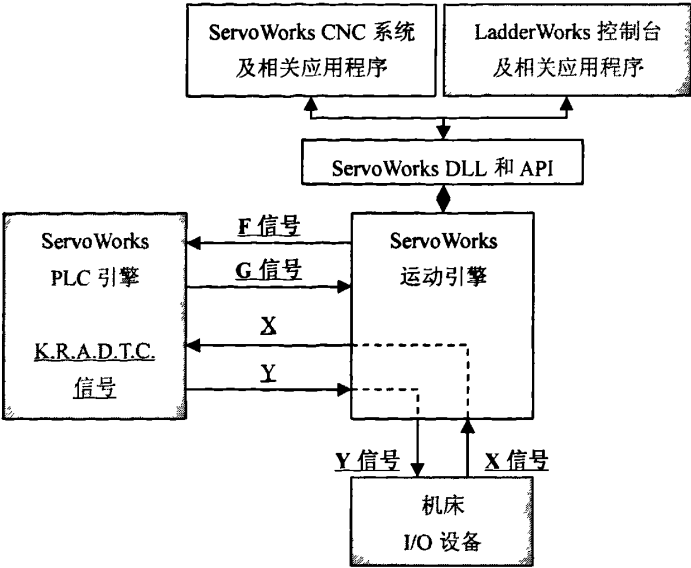 ServoWorks CNC 系统
及相关应用程序
LadderWorks 控制台
及相关应用程序
ServoWorks DLL 和 API
ServoWorks
PLC 引擎
K.R.A.D.T.C.
信号
F 信号
G 信号
X
Y
ServoWorks
运动引擎
Y 信号
X 信号
机床
I/O 设备